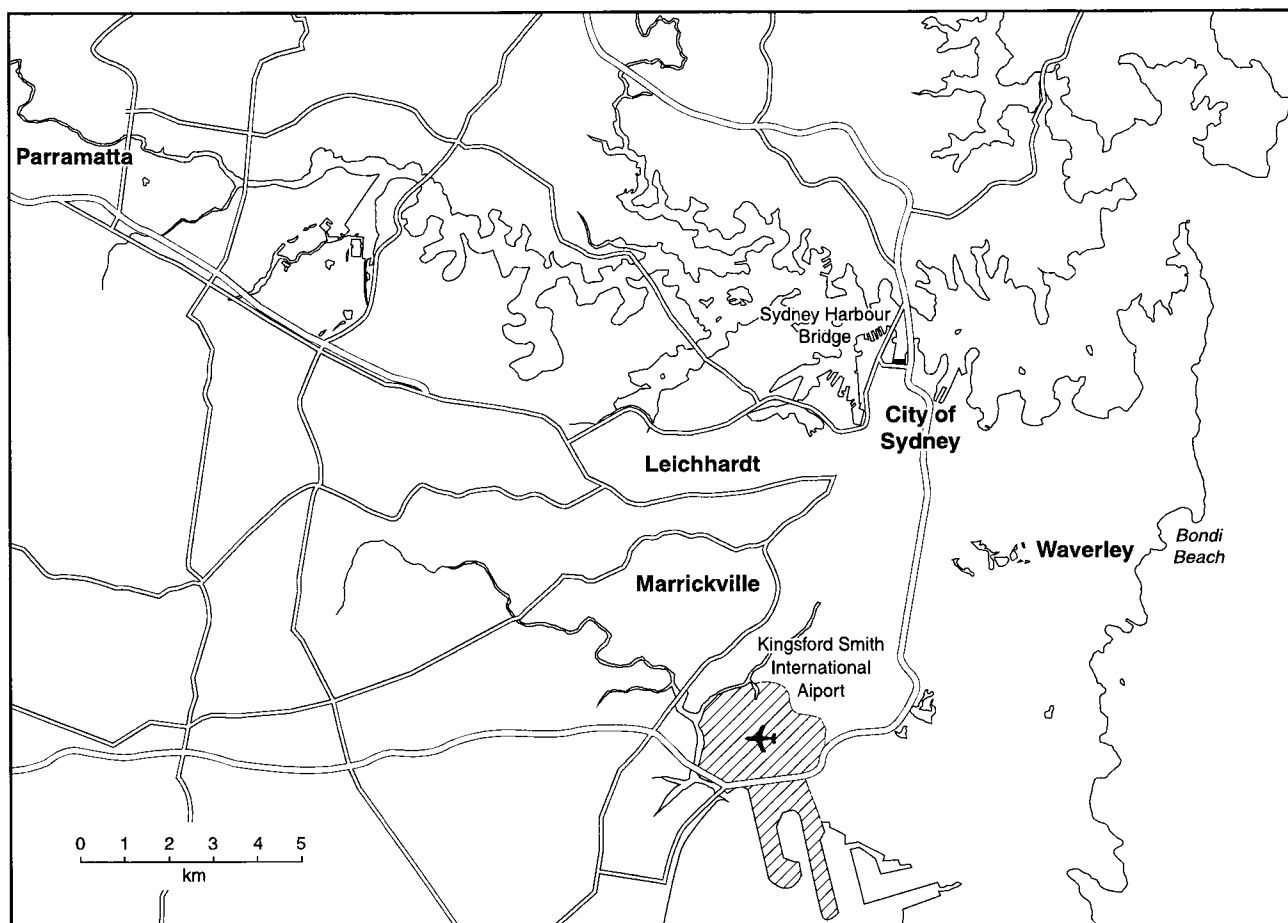 Parramatta
Sydney Harbour
Bridge
City of
Sydney
Leichhardt
Bondi
Beach
Waverley
Marrickville
Kingsford Smith
International
Aiport
0 1 2 3 4 5
km